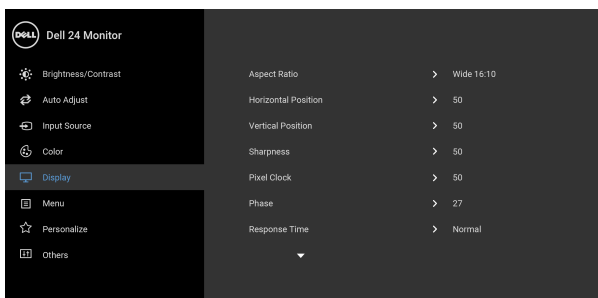 DELL Dell 24 Monitor
Brightness/Contrast
Auto Adjust
Input Source
Color
Display
Menu
Personalize
Others
Aspect Ratio Wide 16:10
Horizontal Position 50
Vertical Position 50
Sharpness 50
Pixel Clock 50
Phase 27
Response Time Normal